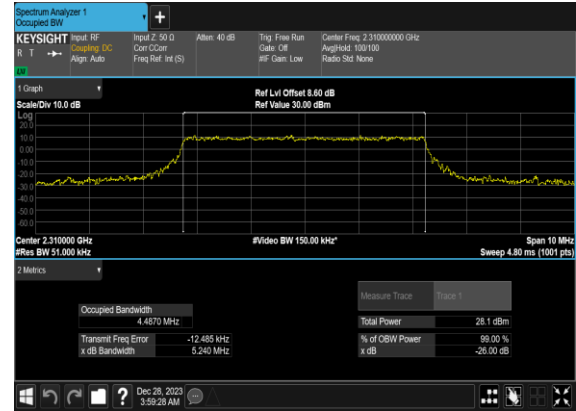 Spectrum Analyzer 1
Occupied BW
+
KEYSIGHT Input: RF Input Z: 50 Ω Atten: 40 dB Trig: Free Run Center Freq: 2.310000000 GHz
R T Coupling: DC Corr CCorr Gate: Off Avg|Hold: 100/100
Align: Auto Freq Ref: Int (S) #IF Gain: Low Radio Std: None
LU
1 Graph
Ref Lvl Offset 8.60 dB
Scale/Div 10.0 dB Ref Value 30.00 dBm
Log
20.0
10.0
0.00
-10.0
-20.0
-30.0
-40.0
-50.0
-60.0
Center 2.310000 GHz #Video BW 150.00 kHz* Span 10 MHz
#Res BW 51.000 kHz Sweep 4.80 ms (1001 pts)
2 Metrics
Measure Trace Trace 1
Occupied Bandwidth
4.4870 MHz Total Power 28.1 dBm
Transmit Freq Error -12.485 kHz % of OBW Power 99.00 %
x dB Bandwidth 5.240 MHz x dB -26.00 dB
? Dec 28, 2023
3:59:28 AM